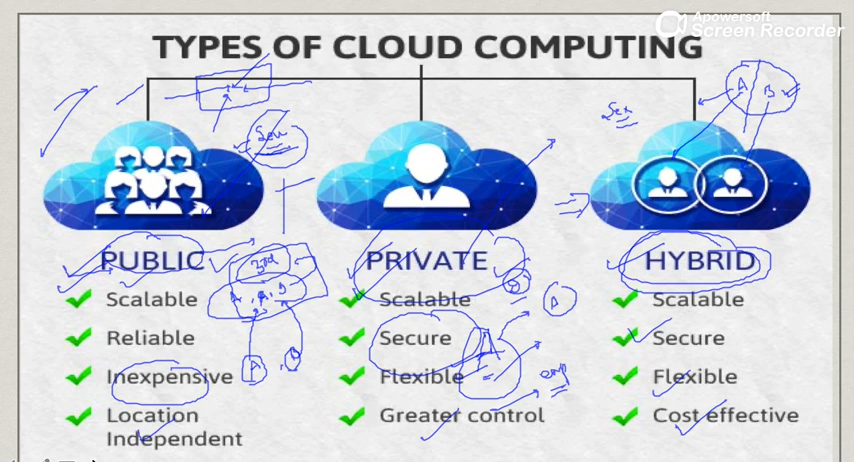 Apowersoft
Screen Recorder
TYPES OF CLOUD COMPUTING
PUBLIC
Scalable
Reliable
Inexpensive
Location
Independent
PRIVATE
Scalable
Secure
Flexible
Greater control
HYBRID
Scalable
Secure
Flexible
Cost effective
A B
3rd
A
B
A